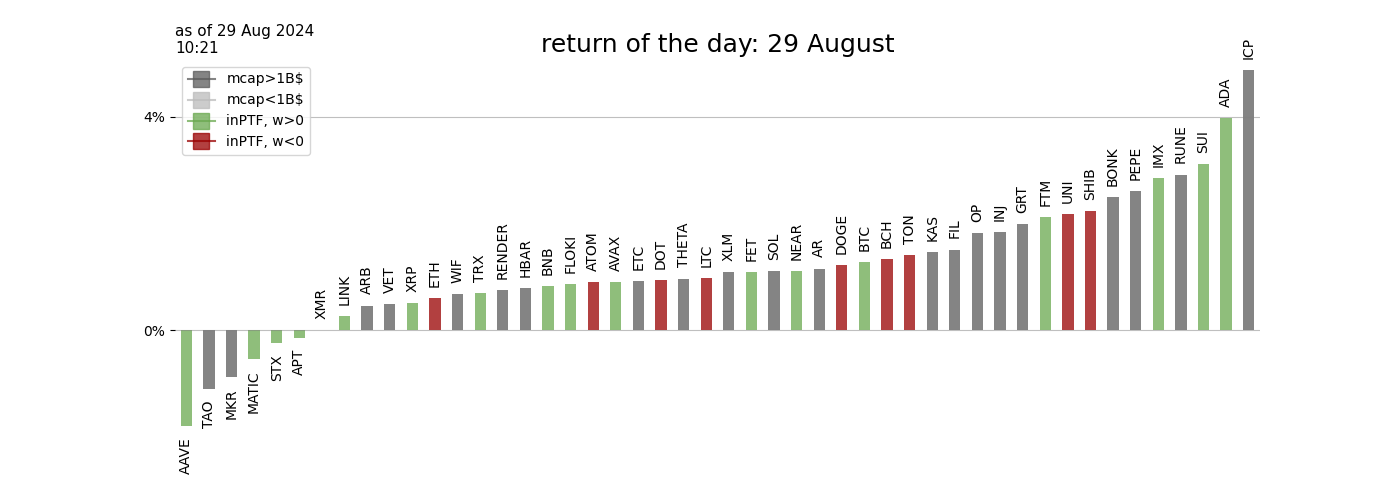 as of 29 Aug 2024
10:21
return of the day: 29 August
mcap>1B$
mcap<1B$
inPTF, w>0
inPTF, w<0
4%
0%
AAVE
TAO
MKR
MATIC
STX
APT
XMR
LINK
ARB
VET
XRP
ETH
WIF
TRX
RENDER
HBAR
BNB
FLOKI
ATOM
AVAX
ETC
DOT
THETA
LTC
XLM
FET
SOL
NEAR
AR
DOGE
BTC
BCH
TON
KAS
FIL
OP
INJ
GRT
FTM
UNI
SHIB
BONK
PEPE
IMX
RUNE
SUI
ADA
ICP